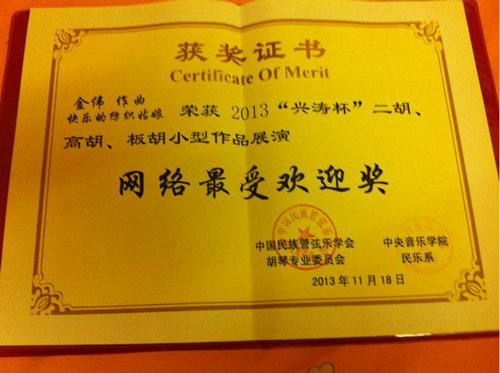 获奖证书
Certificate Of Merit
金伟 作曲
快乐的纺织姑娘 荣获 2013 “兴涛杯”二胡、
高胡、板胡小型作品展演
网络最受欢迎奖
中国民族管弦乐学会 中央音乐学院
胡琴专业委员会 民乐系
2013年11月18日